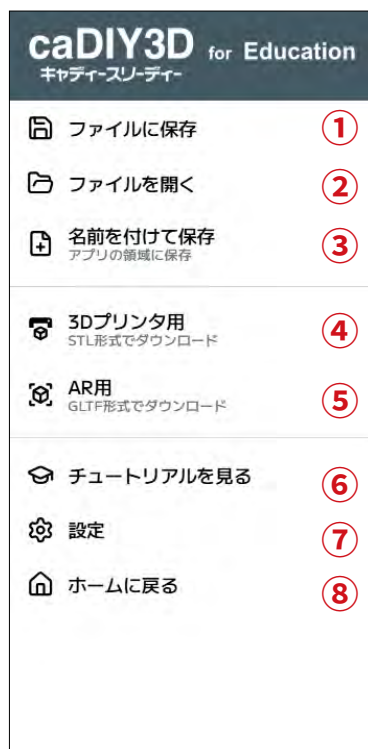 caDIY3D for Education
キャディースリーディー
ファイルに保存 ①
ファイルを開く ②
名前を付けて保存 ③
アプリの領域に保存
3Dプリンタ用 ④
STL形式でダウンロード
AR用 ⑤
GLTF形式でダウンロード
チュートリアルを見る ⑥
設定 ⑦
ホームに戻る ⑧